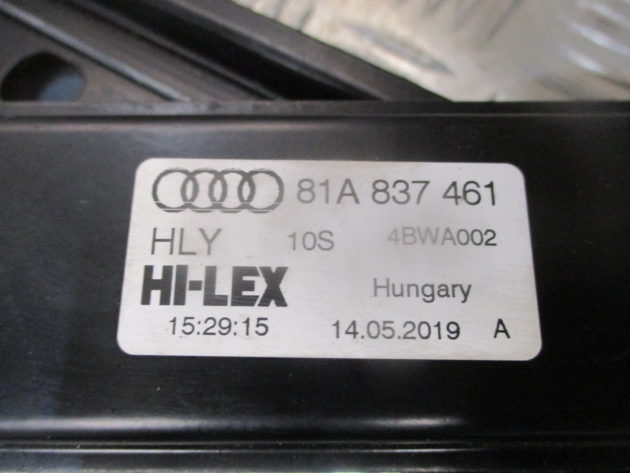 81A 837 461
HLY 10S 4BWA002
HI-LEX Hungary
15:29:15 14.05.2019 A